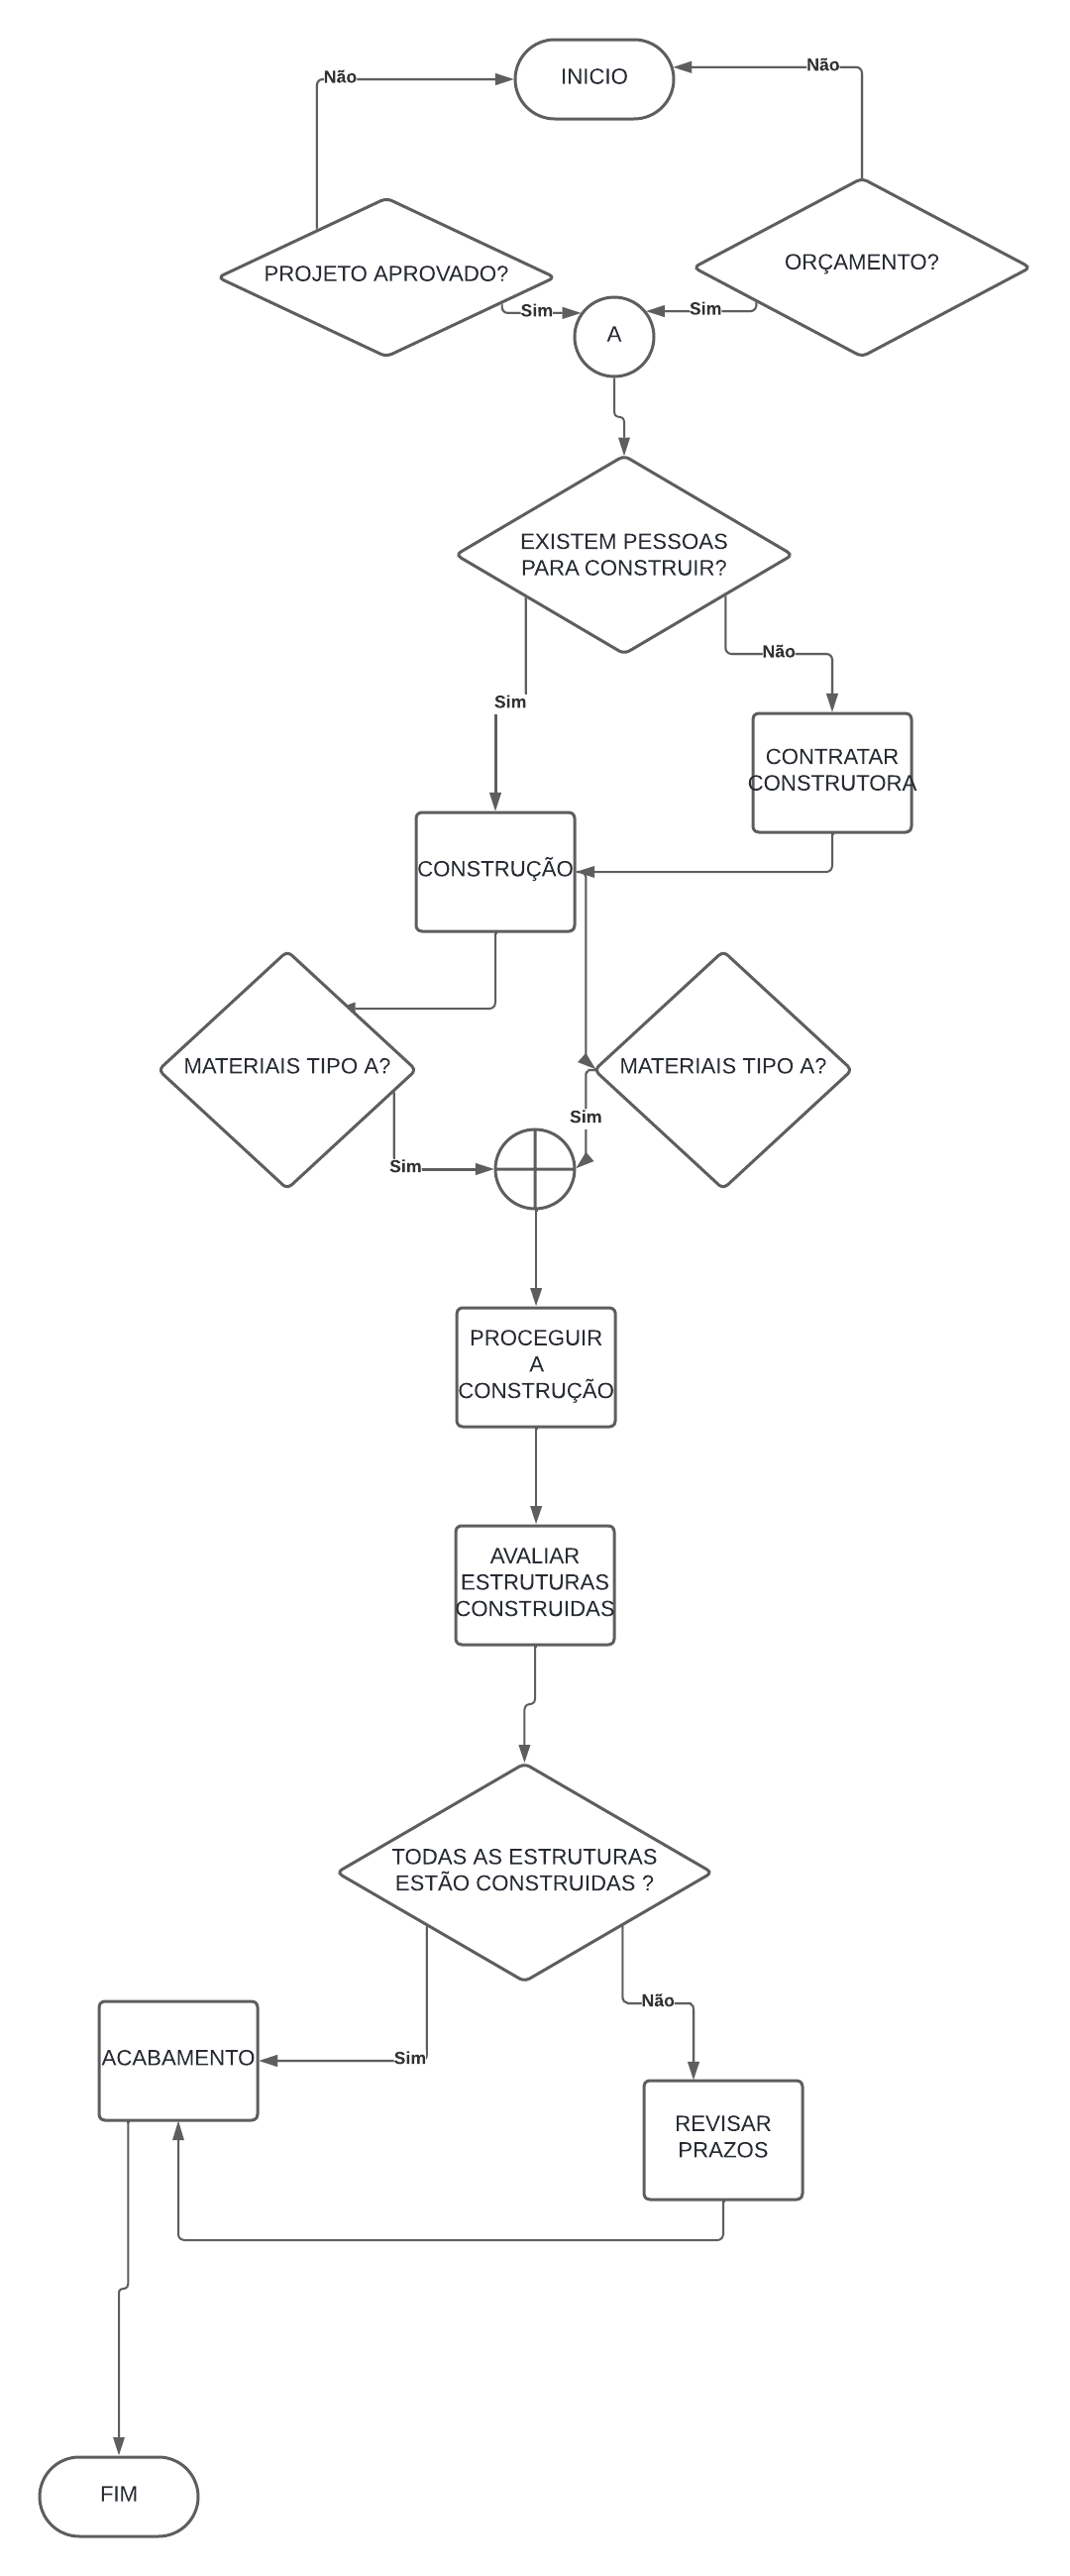 INICIO
Não
Não
PROJETO APROVADO?
ORÇAMENTO?
Sim
Sim
A
EXISTEM PESSOAS
PARA CONSTRUIR?
Não
Sim
CONTRATAR
CONSTRUTORA
CONSTRUÇÃO
MATERIAIS TIPO A?
MATERIAIS TIPO A?
Sim
Sim
PROCEGUIR
A
CONSTRUÇÃO
AVALIAR
ESTRUTURAS
CONSTRUIDAS
TODAS AS ESTRUTURAS
ESTÃO CONSTRUIDAS ?
Não
Sim
ACABAMENTO
REVISAR
PRAZOS
FIM